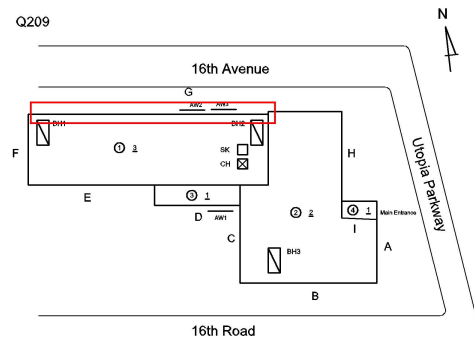 Q209
N
16th Avenue
G
AW2 AW3
BH1
BH2
F
1 3
SK
CH
H
Utopia Parkway
E
3 1
4 1
Main Entrance
2 2
D
AW1
I
C
A
BH3
B
16th Road